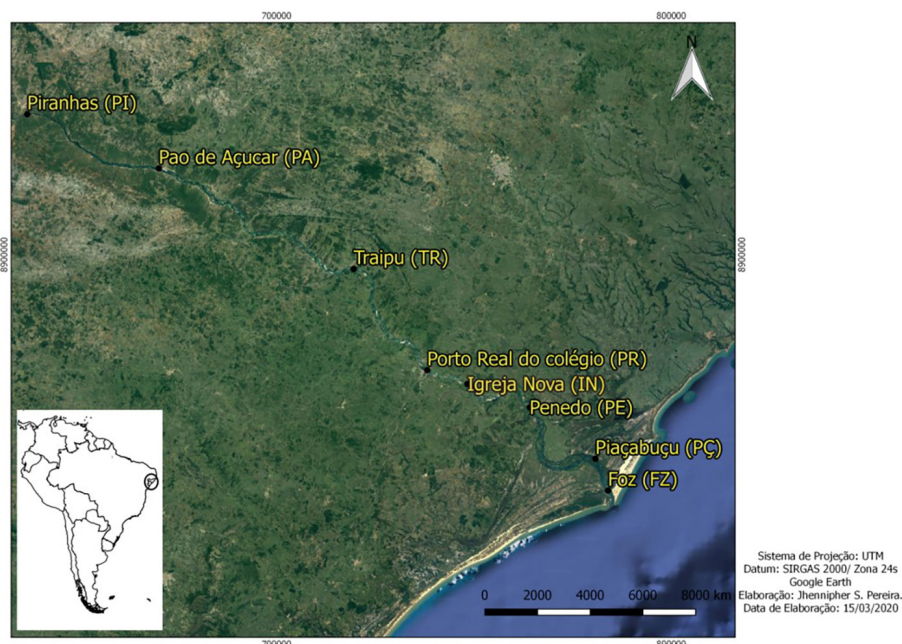 700000
800000
N
Piranhas (PI)
Pao de Açucar (PA)
8900000
8900000
Traipu (TR)
Porto Real do colégio (PR)
Igreja Nova (IN)
Penedo (PE)
Piaçabuçu (PÇ)
Foz (FZ)
0 2000 4000 6000 8000 km
Sistema de Projeção: UTM
Datum: SIRGAS 2000/ Zona 24s
Google Earth
Elaboração: Jhennipher S. Pereira.
Data de Elaboração: 15/03/2020
700000
800000